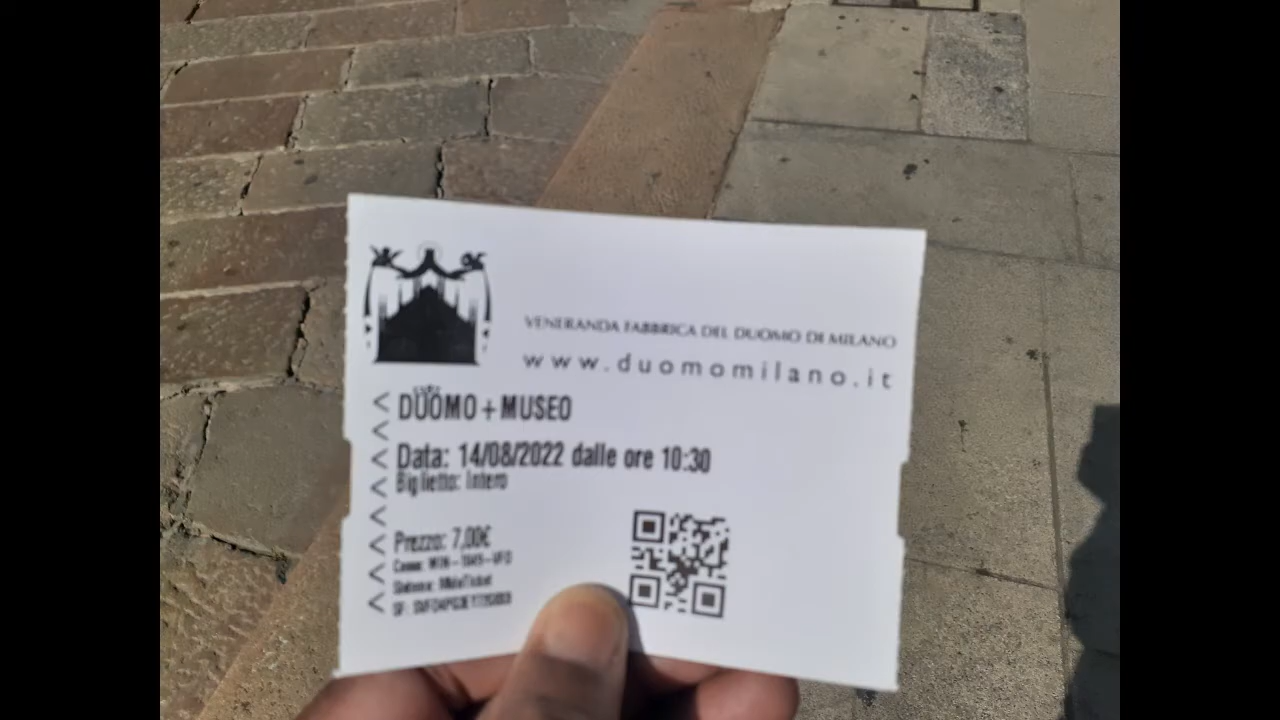 VENERANDA FABBRICA DEL DUOMO DI MILANO
www.duomomilano.it
< DUOMO + MUSEO
<
< Data: 14/08/2022 dalle ore 10:30
< Biglietto: Intero
<
< Prezzo: 7,00€
<
< SF: